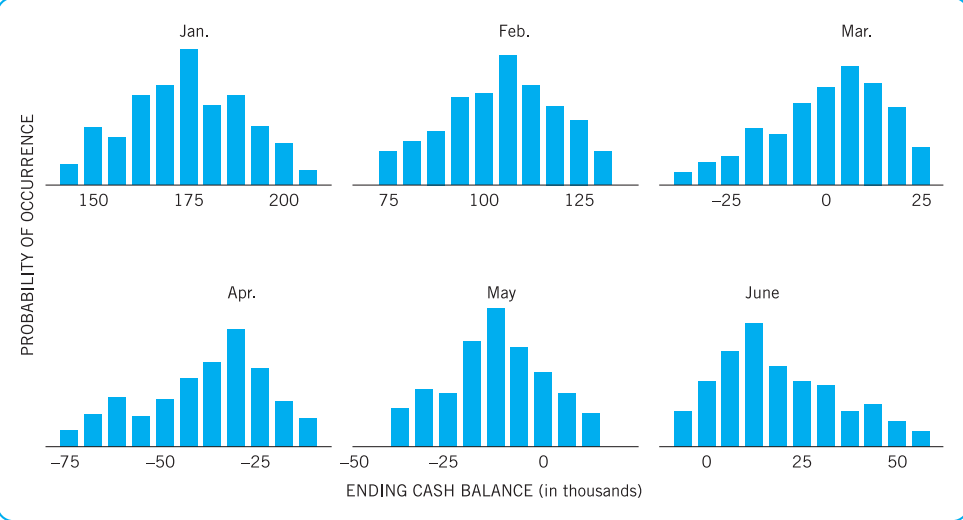 Jan.
Feb.
Mar.
150 175 200
75 100 125
–25 0 25
PROBABILITY OF OCCURRENCE
Apr.
May
June
–75 –50 –25
–50 –25 0
0 25 50
ENDING CASH BALANCE (in thousands)